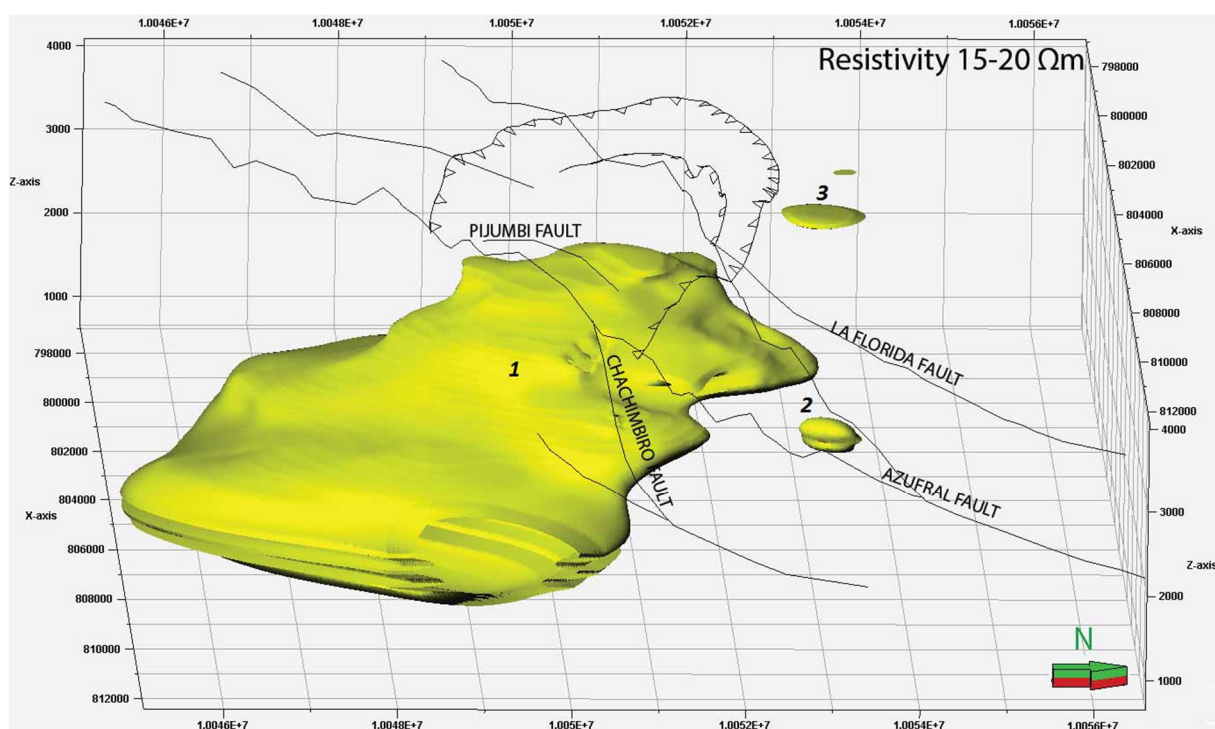 1.0046E+7 1.0048E+7 1.005E+7 1.0052E+7 1.0054E+7 1.0056E+7
Resistivity 15-20 Ωm
4000
3000
Z-axis
2000
1000
798000
800000
802000
804000
X-axis
806000
808000
810000
812000
798000
800000
802000
804000
X-axis
806000
808000
810000
812000
4000
3000
Z-axis
2000
1000
3
PIJUMBI FAULT
LA FLORIDA FAULT
1
CHACHIMBIRO FAULT
2
AZUFRAL FAULT
N
1.0046E+7 1.0048E+7 1.005E+7 1.0052E+7 1.0054E+7 1.0056E+7